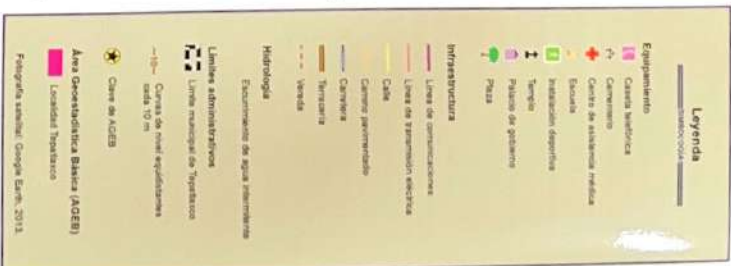 Leyenda
SIMBOLOGÍA
Equipamiento
Caseta telefónica
Cementerio
Centro de asistencia médica
Escuela
Instalación deportiva
Templo
Palacio de gobierno
Plaza
Infraestructura
Línea de comunicaciones
Línea de transmisión eléctrica
Calle
Camino pavimentado
Carretera
Terracería
Vereda
Hidrología
Escurrimiento de agua intermitente
Límites administrativos
Límite municipal de Tepatlaxco
~10~ Curvas de nivel equidistantes
cada 10 m
Clave de AGEB
Área Geoestadística Básica (AGEB)
Localidad Tepatlaxco
Fotografía satelital: Google Earth, 2013.